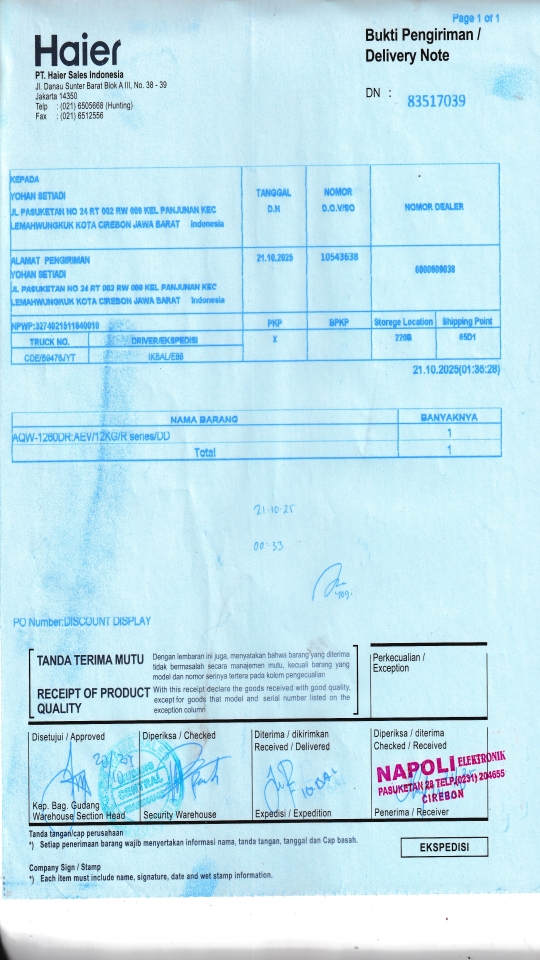 Page 1 of 1
Haier
Bukti Pengiriman /
Delivery Note
PT. Haier Sales Indonesia
Jl. Danau Sunter Barat Blok A III, No. 38 - 39
Jakarta 14350
Telp : (021) 6505668 (Hunting)
Fax : (021) 6512556
DN : 83517039
KEPADA
YOHAN SETIADI
JL PASUKETAN NO 24 RT 002 RW 009 KEL PANJUNAN KEC
LEMAHWUNGKUK KOTA CIREBON JAWA BARAT Indonesia
TANGGAL
D.N
NOMOR
D.O.V/SO
NOMOR DEALER
ALAMAT PENGIRIMAN
YOHAN SETIADI
JL PASUKETAN NO 24 RT 002 RW 009 KEL PANJUNAN KEC
LEMAHWUNGKUK KOTA CIREBON JAWA BARAT Indonesia
21.10.2025
10543638
NPWP:3274021511840010
PKP
BPKP
Storege Location
Shipping Point
TRUCK NO.
DRIVER/EKSPEDISI
X
IKBAL/E88
21.10.2025(01:35:28)
NAMA BARANG
BANYAKNYA
AQW-1260DR:AEV/12KG/R series/DD
1
Total
1
21-10-25
00:33
Yogi
PO Number:DISCOUNT DISPLAY
TANDA TERIMA MUTU
Dengan lembaran ini juga, menyatakan bahwa barang yang diterima
tidak bermasalah secara manajemen mutu, kecuali barang yang
model dan nomor serinya tertera pada kolom pengecualian
RECEIPT OF PRODUCT
QUALITY
With this receipt declare the goods received with good quality,
except for goods that model and serial number listed on the
exception column
Perkecualian /
Exception
Disetujui / Approved
Diperiksa / Checked
Diterima / dikirimkan
Received / Delivered
Diperiksa / diterima
Checked / Received
NAPOLI ELEKTRONIK
PASUKETAN 28 TELP.(0231) 204655
CIREBON
Kep. Bag. Gudang
Warehouse Section Head
Security Warehouse
Expedisi / Expedition
Penerima / Receiver
Tanda tangan/cap perusahaan
*) Setiap penerimaan barang wajib menyertakan informasi nama, tanda tangan, tanggal dan Cap basah.
EKSPEDISI
Company Sign / Stamp
*) Each item must include name, signature, date and wet stamp information.